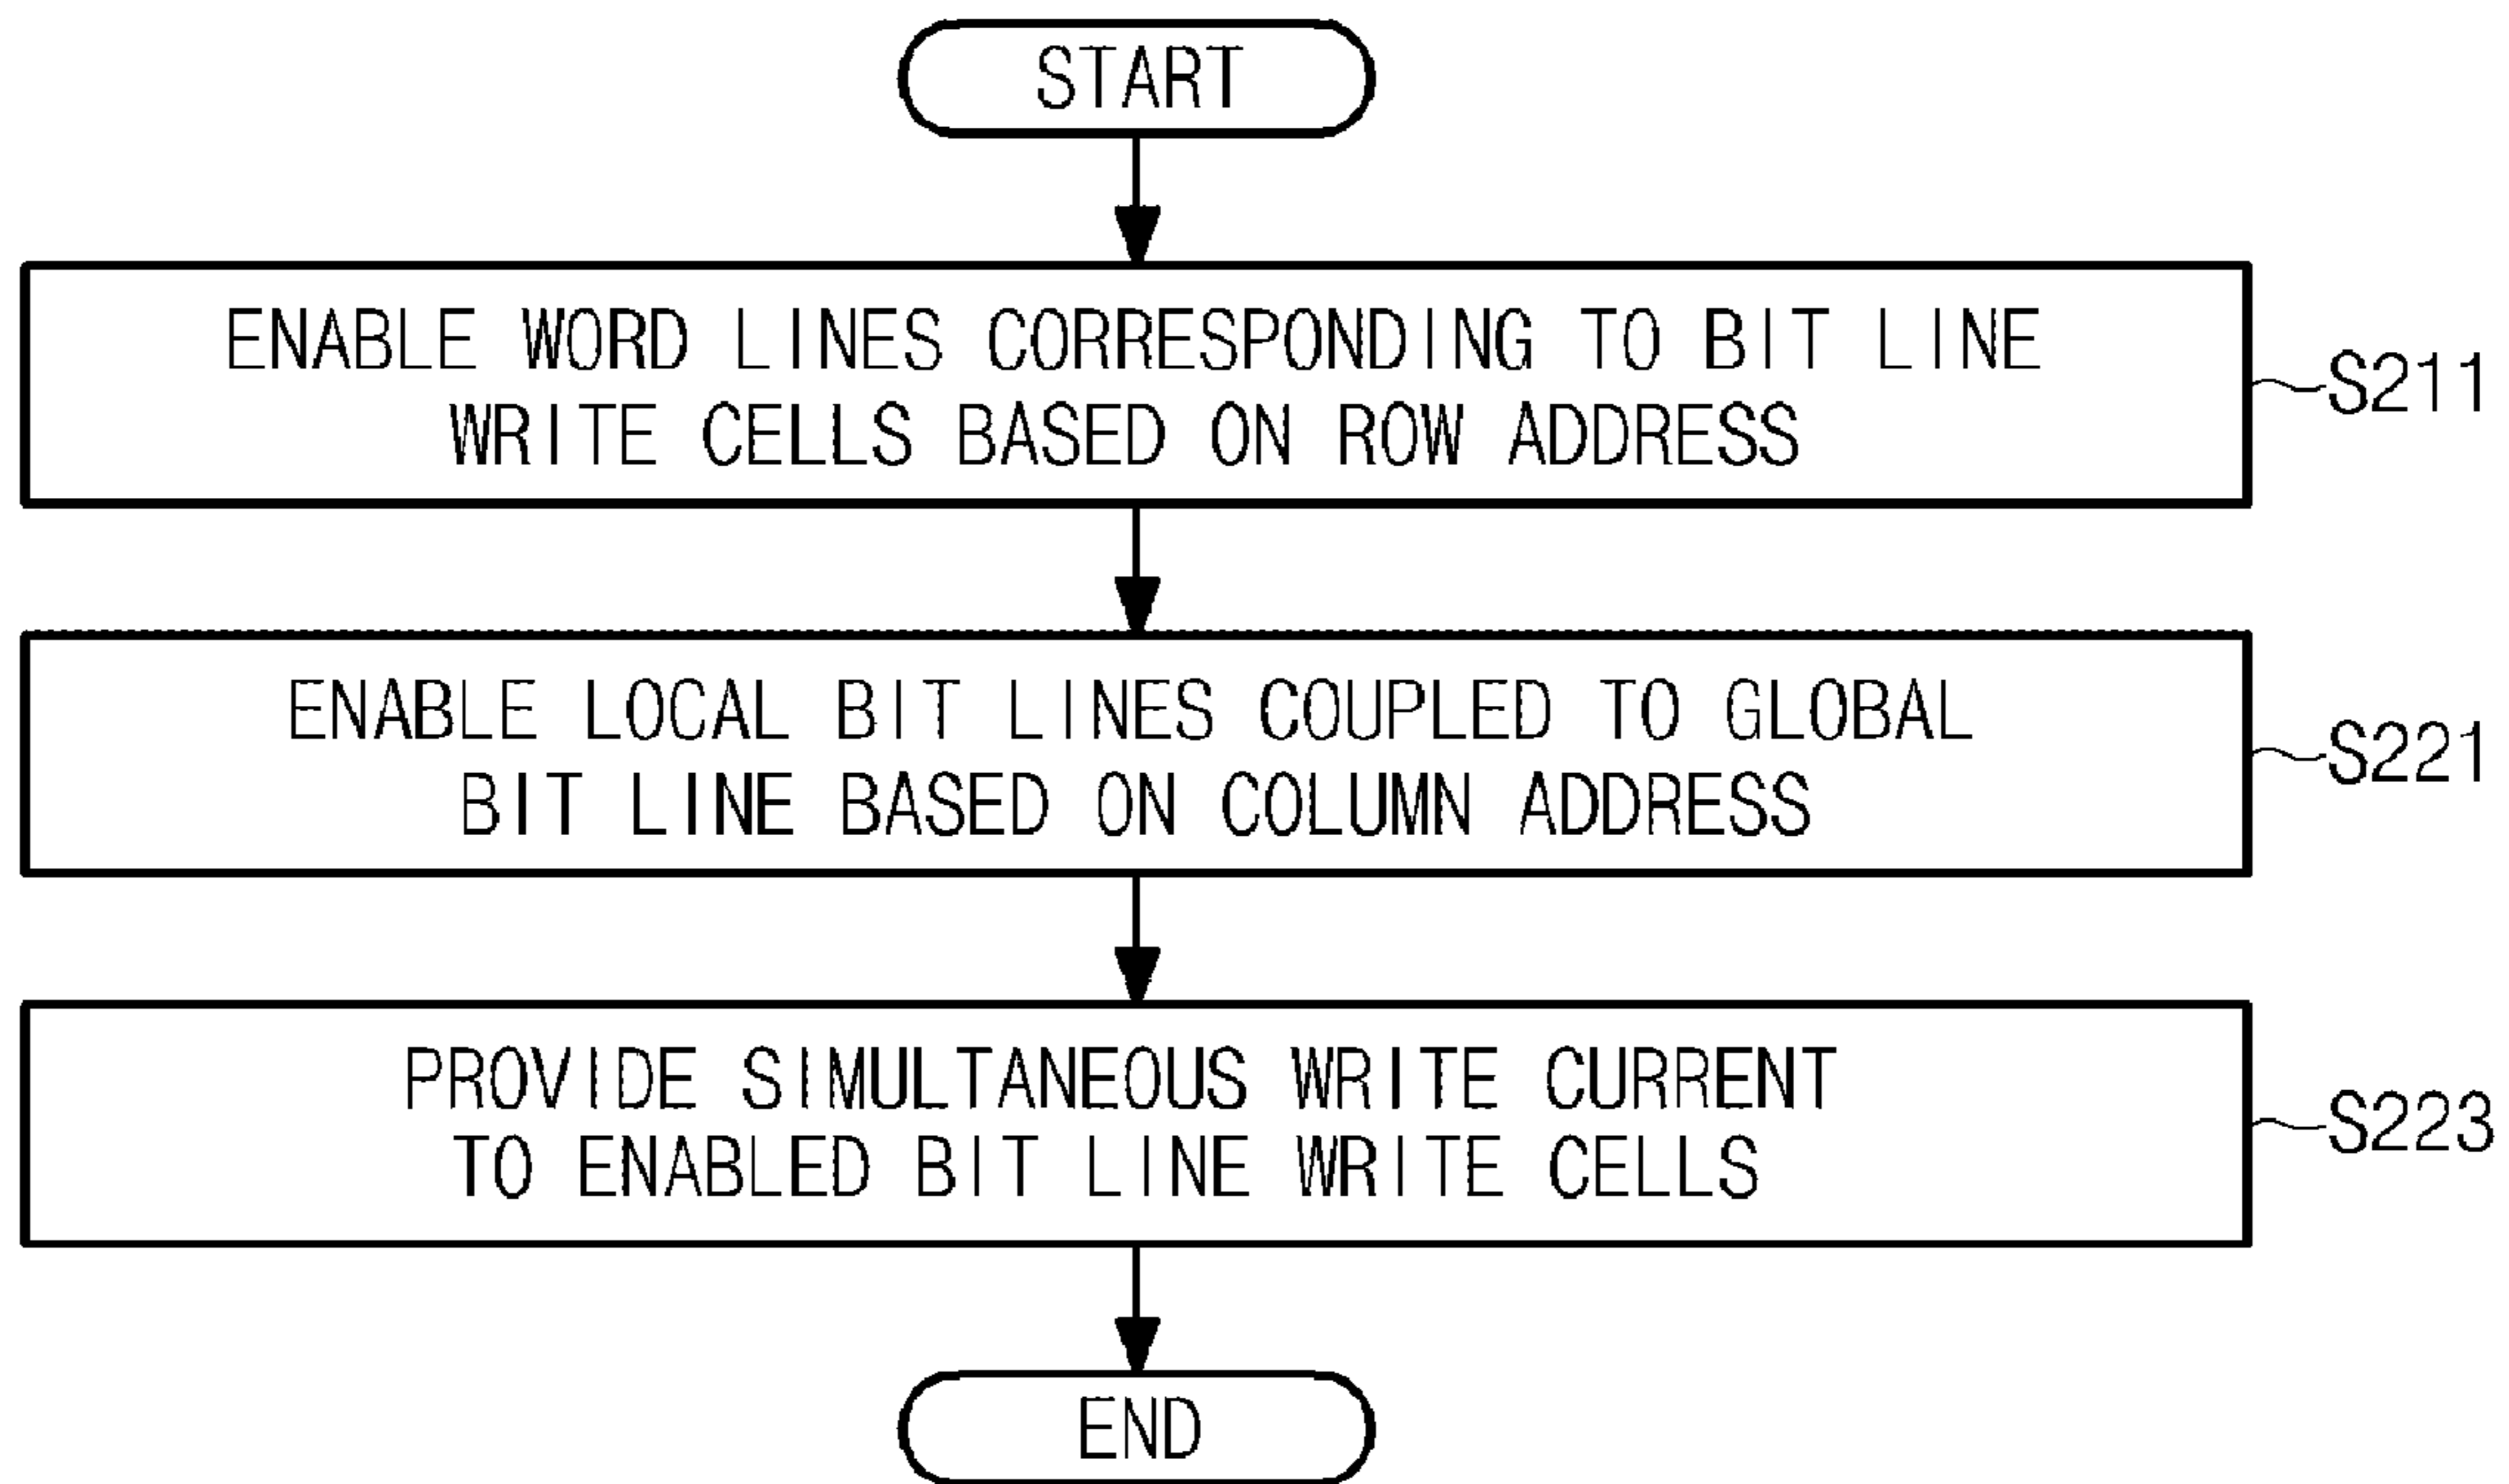 START
ENABLE WORD LINES CORRESPONDING TO BIT LINE
WRITE CELLS BASED ON ROW ADDRESS
S211
ENABLE LOCAL BIT LINES COUPLED TO GLOBAL
BIT LINE BASED ON COLUMN ADDRESS
S221
PROVIDE SIMULTANEOUS WRITE CURRENT
TO ENABLED BIT LINE WRITE CELLS
S223
END